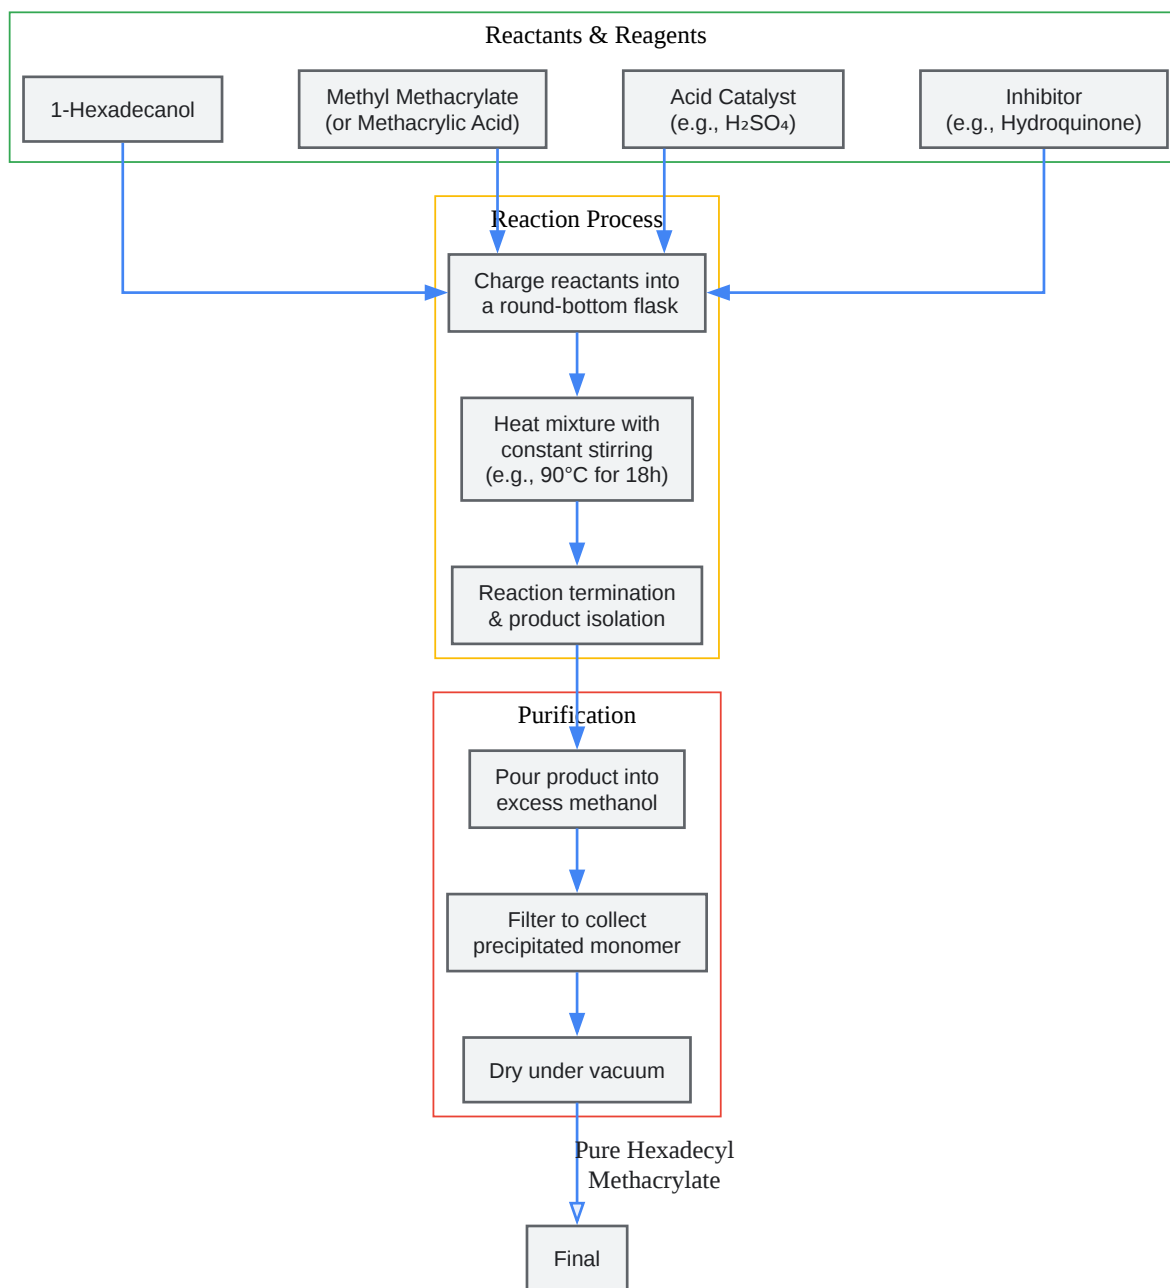 Reactants & Reagents
1-Hexadecanol
Methyl Methacrylate
(or Methacrylic Acid)
Acid Catalyst
(e.g., H₂SO₄)
Inhibitor
(e.g., Hydroquinone)
Reaction Process
Charge reactants into
a round-bottom flask
Heat mixture with
constant stirring
(e.g., 90°C for 18h)
Reaction termination
& product isolation
Purification
Pour product into
excess methanol
Filter to collect
precipitated monomer
Dry under vacuum
Pure Hexadecyl
Methacrylate
Final